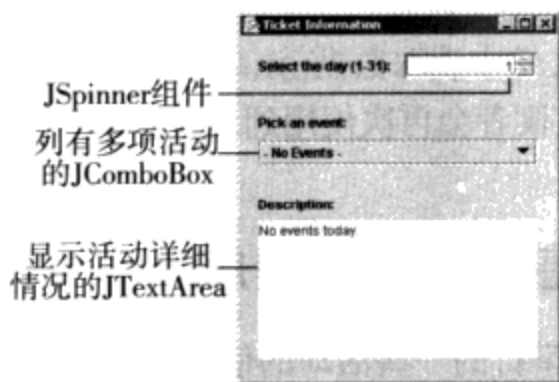 Ticket Information
Select the day (1-31):
1
JSpinner组件
Pick an event:
列有多项活动
的JComboBox
- No Events -
Description:
No events today.
显示活动详细
情况的JTextArea